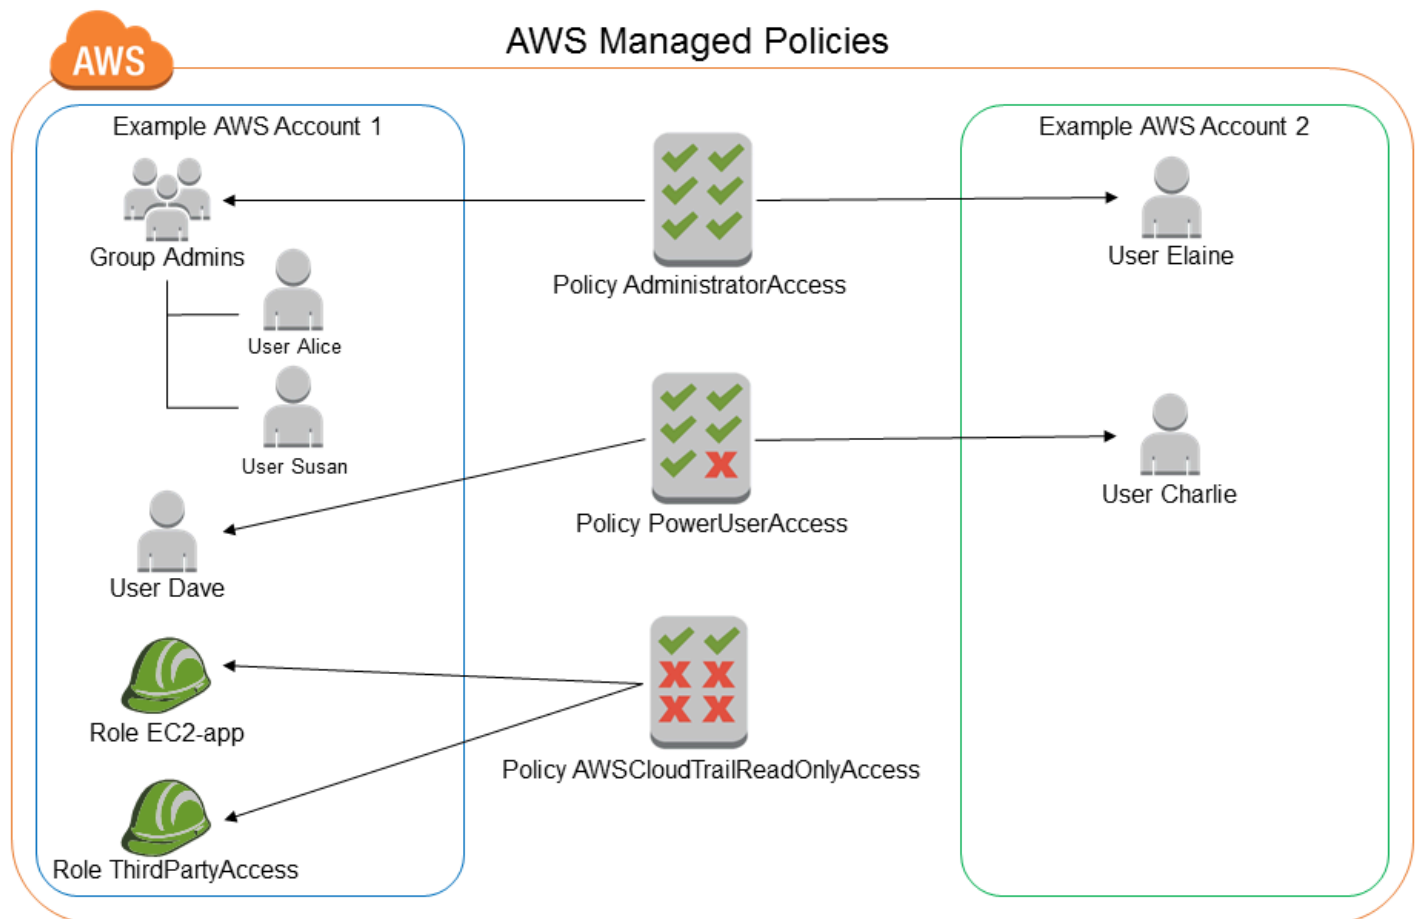 AWS Managed Policies
AWS
Example AWS Account 1
Example AWS Account 2
Group Admins
User Alice
User Susan
User Dave
Role EC2-app
Role ThirdPartyAccess
Policy AdministratorAccess
Policy PowerUserAccess
Policy AWSCloudTrailReadOnlyAccess
User Elaine
User Charlie